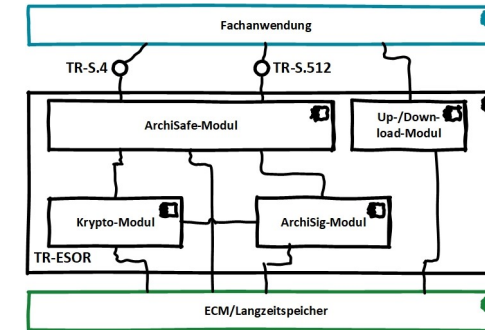 Fachanwendung
TR-S.4
TR-S.512
ArchiSafe-Modul
Up-/Down-
load-Modul
Krypto-Modul
ArchiSig-Modul
TR-ESOR
ECM/Langzeitspeicher